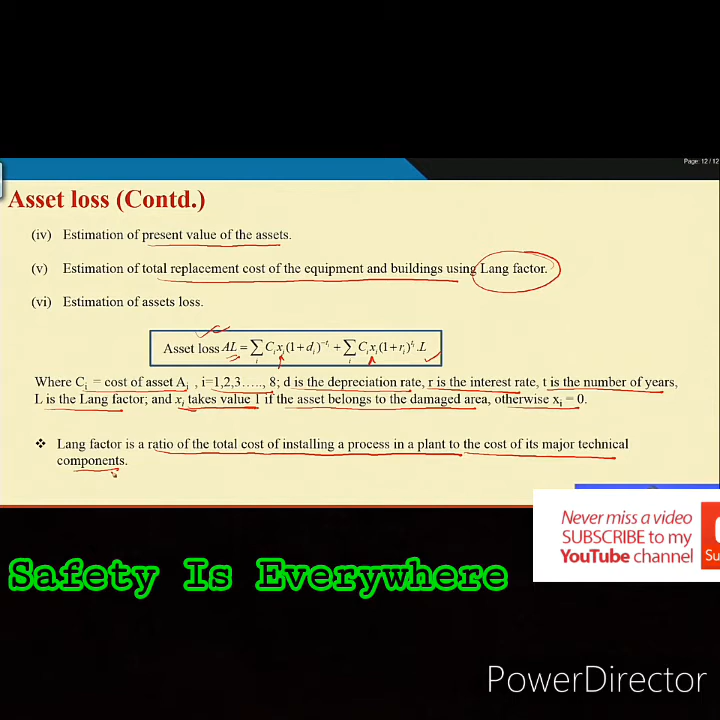 Page: 12 / 12
Asset loss (Contd.)
(iv) Estimation of present value of the assets.
(v) Estimation of total replacement cost of the equipment and buildings using Lang factor.
(vi) Estimation of assets loss.
Asset loss AL = ∑ᵢ Cᵢxᵢ(1+dᵢ)^(−tᵢ) + ∑ᵢ Cᵢxᵢ(1+rᵢ)^(tᵢ).L
Where Cᵢ = cost of asset Aᵢ , i=1,2,3….., 8; d is the depreciation rate, r is the interest rate, t is the number of years,
L is the Lang factor; and xᵢ takes value 1 if the asset belongs to the damaged area, otherwise xᵢ = 0.
❖ Lang factor is a ratio of the total cost of installing a process in a plant to the cost of its major technical
components.
Never miss a video
SUBSCRIBE to my
YouTube channel
Su
Safety Is Everywhere
PowerDirector